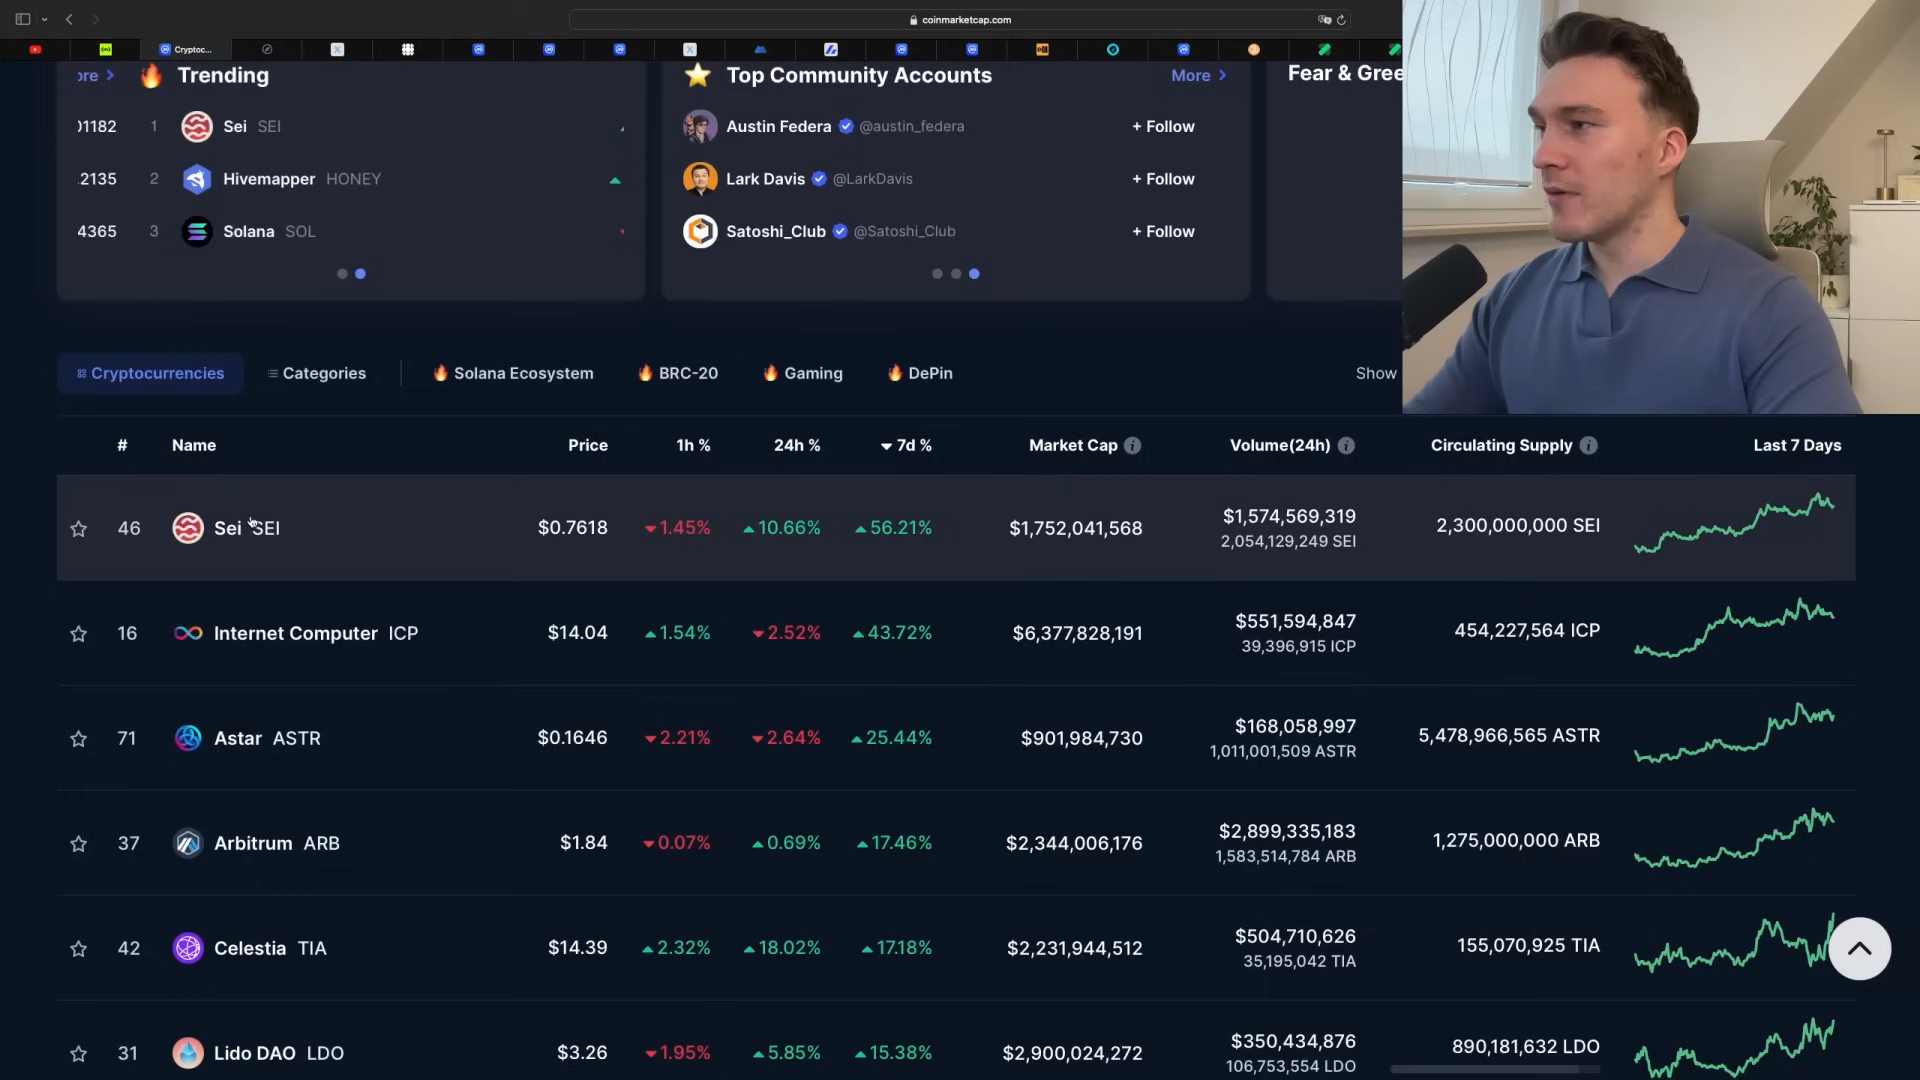 coinmarketcap.com
Cryptoc...
ore >
Trending
Top Community Accounts
More >
Fear & Gree
01182 1 Sei SEI
Austin Federa @austin_federa + Follow
.2135 2 Hivemapper HONEY
Lark Davis @LarkDavis + Follow
4365 3 Solana SOL
Satoshi_Club @Satoshi_Club + Follow
Cryptocurrencies Categories Solana Ecosystem BRC-20 Gaming DePin Show
# Name Price 1h % 24h % 7d % Market Cap Volume(24h) Circulating Supply Last 7 Days
46 Sei SEI $0.7618 1.45% 10.66% 56.21% $1,752,041,568 $1,574,569,319 2,300,000,000 SEI
2,054,129,249 SEI
16 Internet Computer ICP $14.04 1.54% 2.52% 43.72% $6,377,828,191 $551,594,847 454,227,564 ICP
39,396,915 ICP
71 Astar ASTR $0.1646 2.21% 2.64% 25.44% $901,984,730 $168,058,997 5,478,966,565 ASTR
1,011,001,509 ASTR
37 Arbitrum ARB $1.84 0.07% 0.69% 17.46% $2,344,006,176 $2,899,335,183 1,275,000,000 ARB
1,583,514,784 ARB
42 Celestia TIA $14.39 2.32% 18.02% 17.18% $2,231,944,512 $504,710,626 155,070,925 TIA
35,195,042 TIA
31 Lido DAO LDO $3.26 1.95% 5.85% 15.38% $2,900,024,272 $350,434,876 890,181,632 LDO
106,753,554 LDO